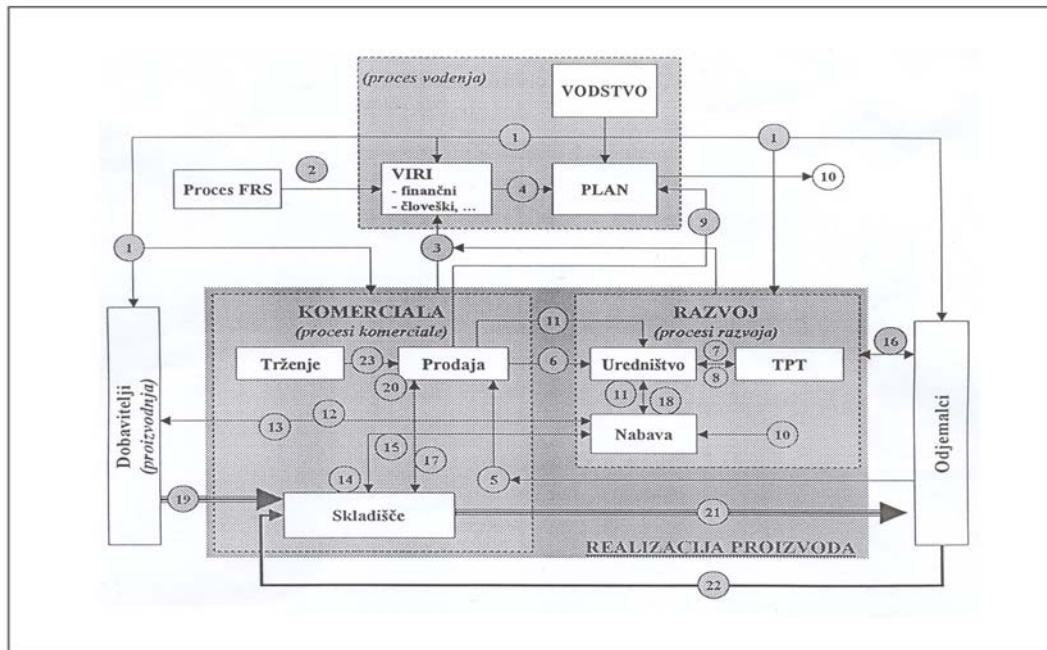 (proces vodenja)
VODSTVO
1
1
2
Proces FRS
VIRI
- finančni
- človeški, ...
4
PLAN
10
9
1
3
KOMERCIALA
(procesi komerciale)
RAZVOJ
(procesi razvoja)
11
16
Trženje
23
20
Prodaja
6
Uredništvo
7
8
TPT
Dobavitelji
(proizvodnja)
Odjemalci
12
13
11
18
15
17
Nabava
10
14
5
19
Skladišče
21
REALIZACIJA PROIZVODA
22